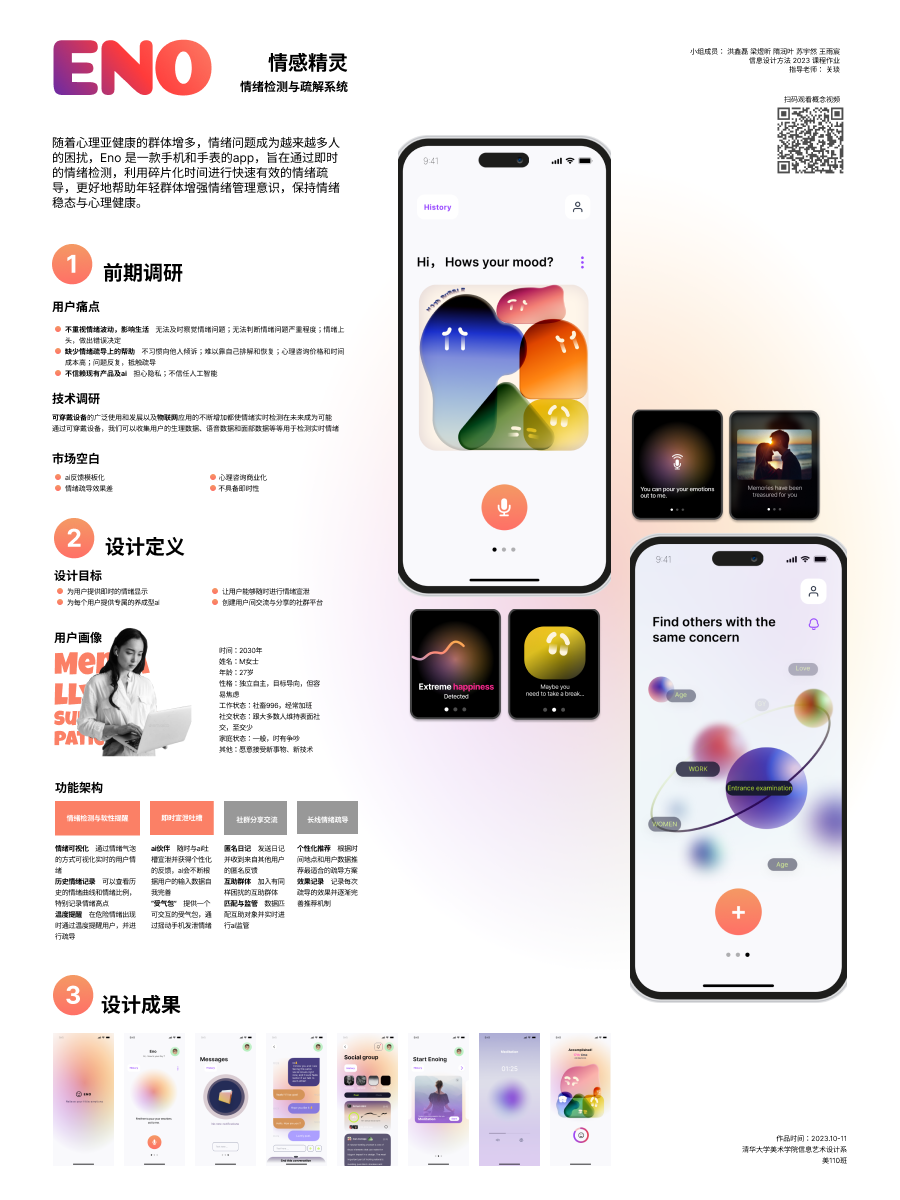 ENO
情感精灵
情绪检测与疏解系统
小组成员： 洪鑫磊 梁煜昕 隋润叶 苏宇然 王雨宸
信息设计方法 2023 课程作业
指导老师： 关琰
扫码观看概念视频
随着心理亚健康的群体增多，情绪问题成为越来越多人
的困扰，Eno 是一款手机和手表的app，旨在通过即时
的情绪检测，利用碎片化时间进行快速有效的情绪疏
导，更好地帮助年轻群体增强情绪管理意识，保持情绪
稳态与心理健康。
1 前期调研
用户痛点
不重视情绪波动，影响生活 无法及时察觉情绪问题；无法判断情绪问题严重程度；情绪上
头，做出错误决定
缺少情绪疏导上的帮助 不习惯向他人倾诉；难以靠自己排解和恢复；心理咨询价格和时间
成本高；问题反复，抵触疏导
不信赖现有产品及ai 担心隐私；不信任人工智能
技术调研
可穿戴设备的广泛使用和发展以及物联网应用的不断增加都使情绪实时检测在未来成为可能
通过可穿戴设备，我们可以收集用户的生理数据、语音数据和面部数据等等用于检测实时情绪
市场空白
ai反馈模板化
心理咨询商业化
情绪疏导效果差
不具备即时性
2 设计定义
设计目标
为用户提供即时的情绪显示
让用户能够随时进行情绪宣泄
为每个用户提供专属的养成型ai
创建用户间交流与分享的社群平台
用户画像
时间：2030年
姓名：M女士
年龄：27岁
性格：独立自主，目标导向，但容
易焦虑
工作状态：社畜996，经常加班
社交状态：跟大多数人维持表面社
交，至交少
家庭状态：一般，时有争吵
其他：愿意接受新事物、新技术
功能架构
情绪检测与软性提醒
即时宣泄吐槽
社群分享交流
长线情绪疏导
情绪可视化 通过情绪气泡
的方式可视化实时的用户情
绪
历史情绪记录 可以查看历
史的情绪曲线和情绪比例，
特别记录情绪高点
温度提醒 在危险情绪出现
时通过温度提醒用户，并进
行疏导
ai伙伴 随时与ai吐
槽宣泄并获得个性化
的反馈，ai会不断根
据用户的输入数据自
我完善
“受气包” 提供一个
可交互的受气包，通
过摇动手机发泄情绪
匿名日记 发送日记
并收到来自其他用户
的匿名反馈
互助群体 加入有同
样困扰的互助群体
匹配与监管 数据匹
配互助对象并实时进
行ai监管
个性化推荐 根据时
间地点和用户数据推
荐最适合的疏导方案
效果记录 记录每次
疏导的效果并逐渐完
善推荐机制
3 设计成果
9:41
History
Hi， Hows your mood?
You can pour your emotions
out to me.
Memories have been
treasured for you
Extreme happiness
Detected
Maybe you
need to take a break...
9:41
Find others with the
same concern
Love
Age
WORK
Entrance examination
WOMEN
Age
ENO
Eno
Messages
Social group
Start Enoing
Meditation
01:25
Accomplished!
作品时间：2023.10-11
清华大学美术学院信息艺术设计系
美110班